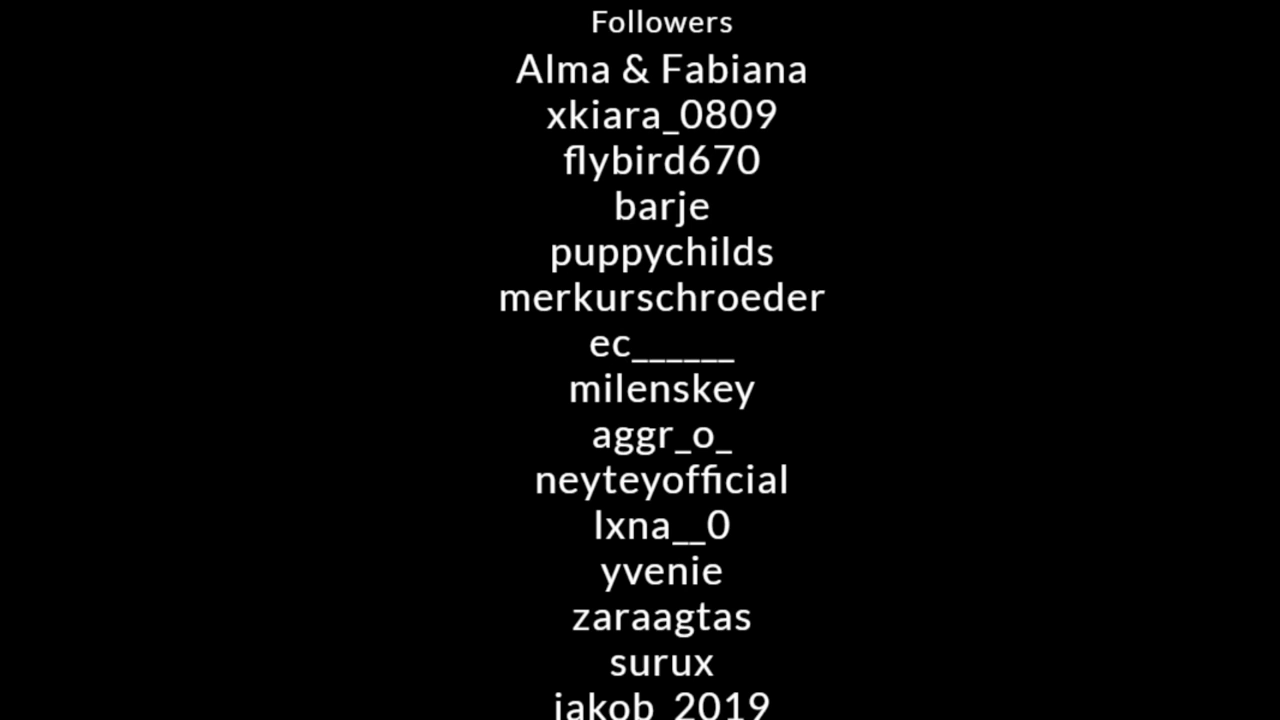 Followers
Alma & Fabiana
xkiara_0809
flybird670
barje
puppychilds
merkurschroeder
ec______
milenskey
aggr_o_
neyteyofficial
lxna__0
yvenie
zaraagtas
surux
jakob_2019